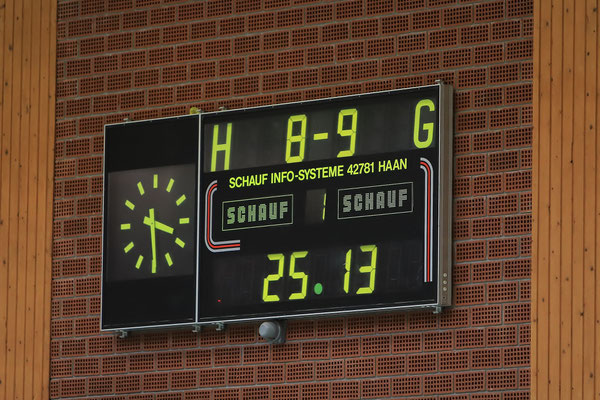 H 8-9 G
SCHAUF INFO-SYSTEME 42781 HAAN
SCHAUF 1 SCHAUF
25.13